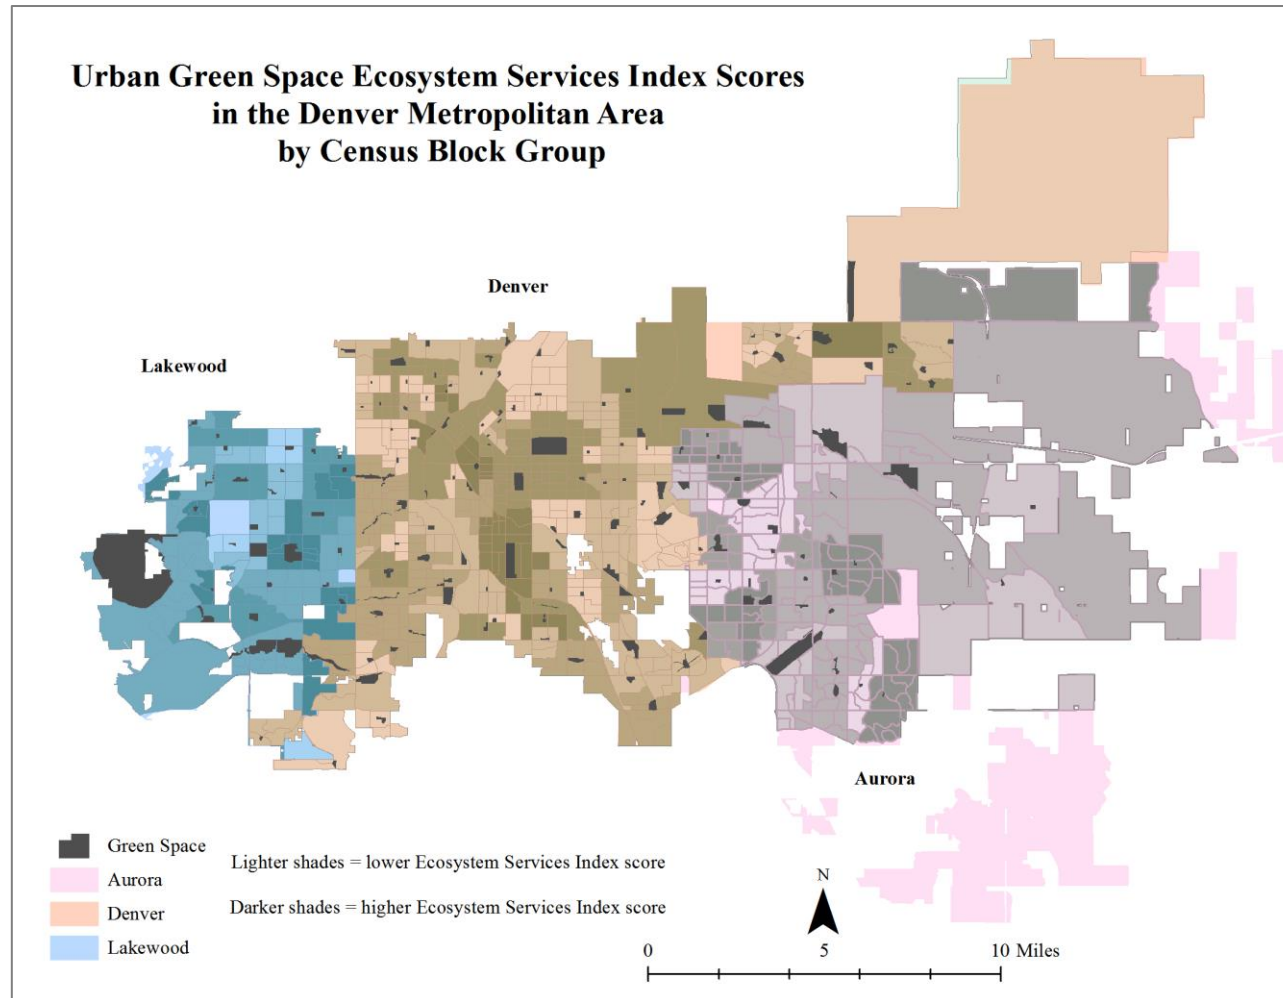 Urban Green Space Ecosystem Services Index Scores
in the Denver Metropolitan Area
by Census Block Group
Denver
Lakewood
Aurora
Green Space
Aurora
Denver
Lakewood
Lighter shades = lower Ecosystem Services Index score
Darker shades = higher Ecosystem Services Index score
N
0 5 10 Miles